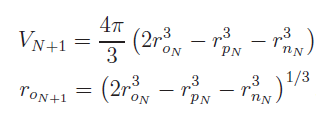 $V_{N+1} = \frac{4\pi}{3} \left( 2r_{o_N}^3 - r_{p_N}^3 - r_{n_N}^3 \right)$
$r_{o_{N+1}} = \left( 2r_{o_N}^3 - r_{p_N}^3 - r_{n_N}^3 \right)^{1/3}$